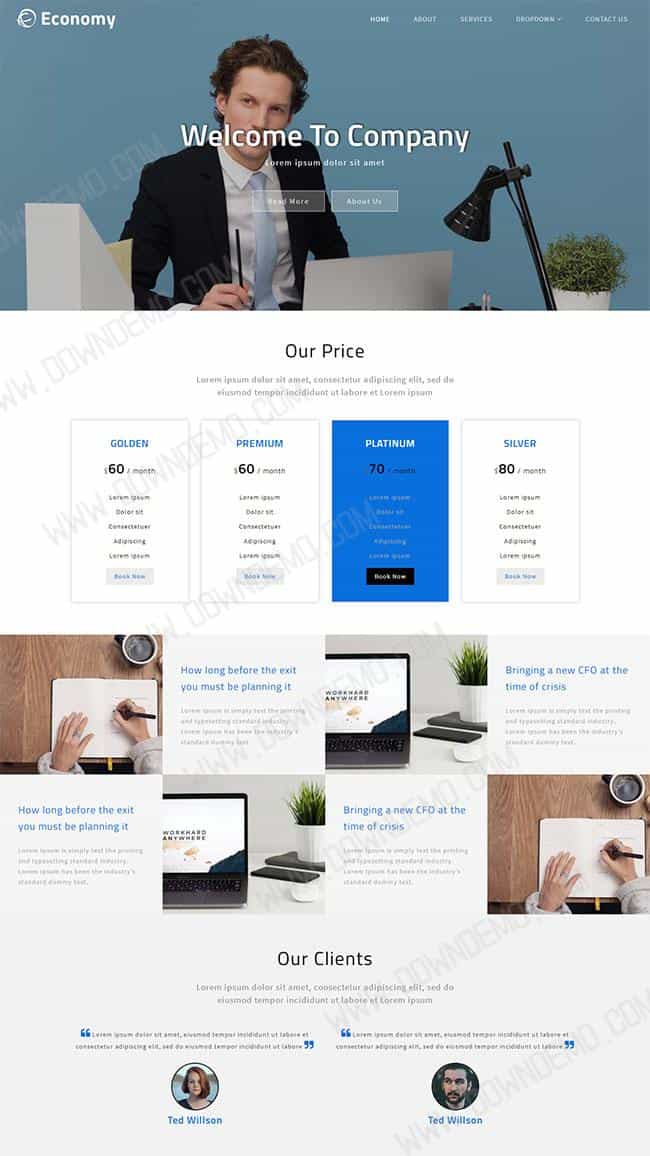 Economy
HOME ABOUT SERVICES DROPDOWN CONTACT US
Welcome To Company
Lorem ipsum dolor sit amet
Read More About Us
Our Price
Lorem ipsum dolor sit amet, consectetur adipiscing elit, sed do
eiusmod tempor incididunt ut labore et Lorem ipsum
GOLDEN PREMIUM PLATINUM SILVER
$60 / month $60 / month 70 / month $80 / month
Lorem ipsum Lorem ipsum Lorem ipsum Lorem ipsum
Dolor sit Dolor sit Dolor sit Dolor sit
Consectetuer Consectetuer Consectetuer Consectetuer
Adipiscing Adipiscing Adipiscing Adipiscing
Lorem ipsum Lorem ipsum Lorem ipsum Lorem ipsum
Book Now Book Now Book Now Book Now
How long before the exit
you must be planning it
Lorem Ipsum is simply text the printing
and typesetting standard industry.
Lorem Ipsum has been the industry's
standard dummy text.
WORKHARD
ANYWHERE
Bringing a new CFO at the
time of crisis
Lorem Ipsum is simply text the printing
and typesetting standard industry.
Lorem Ipsum has been the industry's
standard dummy text.
How long before the exit
you must be planning it
Lorem Ipsum is simply text the printing
and typesetting standard industry.
Lorem Ipsum has been the industry's
standard dummy text.
WORKHARD
ANYWHERE
Bringing a new CFO at the
time of crisis
Lorem Ipsum is simply text the printing
and typesetting standard industry.
Lorem Ipsum has been the industry's
standard dummy text.
Our Clients
Lorem ipsum dolor sit amet, consectetur adipiscing elit, sed do
eiusmod tempor incididunt ut labore et Lorem ipsum
Lorem ipsum dolor sit amet, eiusmod tempor incididunt ut labore et
consectetur adipiscing elit, sed do eiusmod tempor incididunt ut labore
Lorem ipsum dolor sit amet, eiusmod tempor incididunt ut labore et
consectetur adipiscing elit, sed do eiusmod tempor incididunt ut labore
Ted Willson Ted Willson
WWW.DOWNDEMO.COM